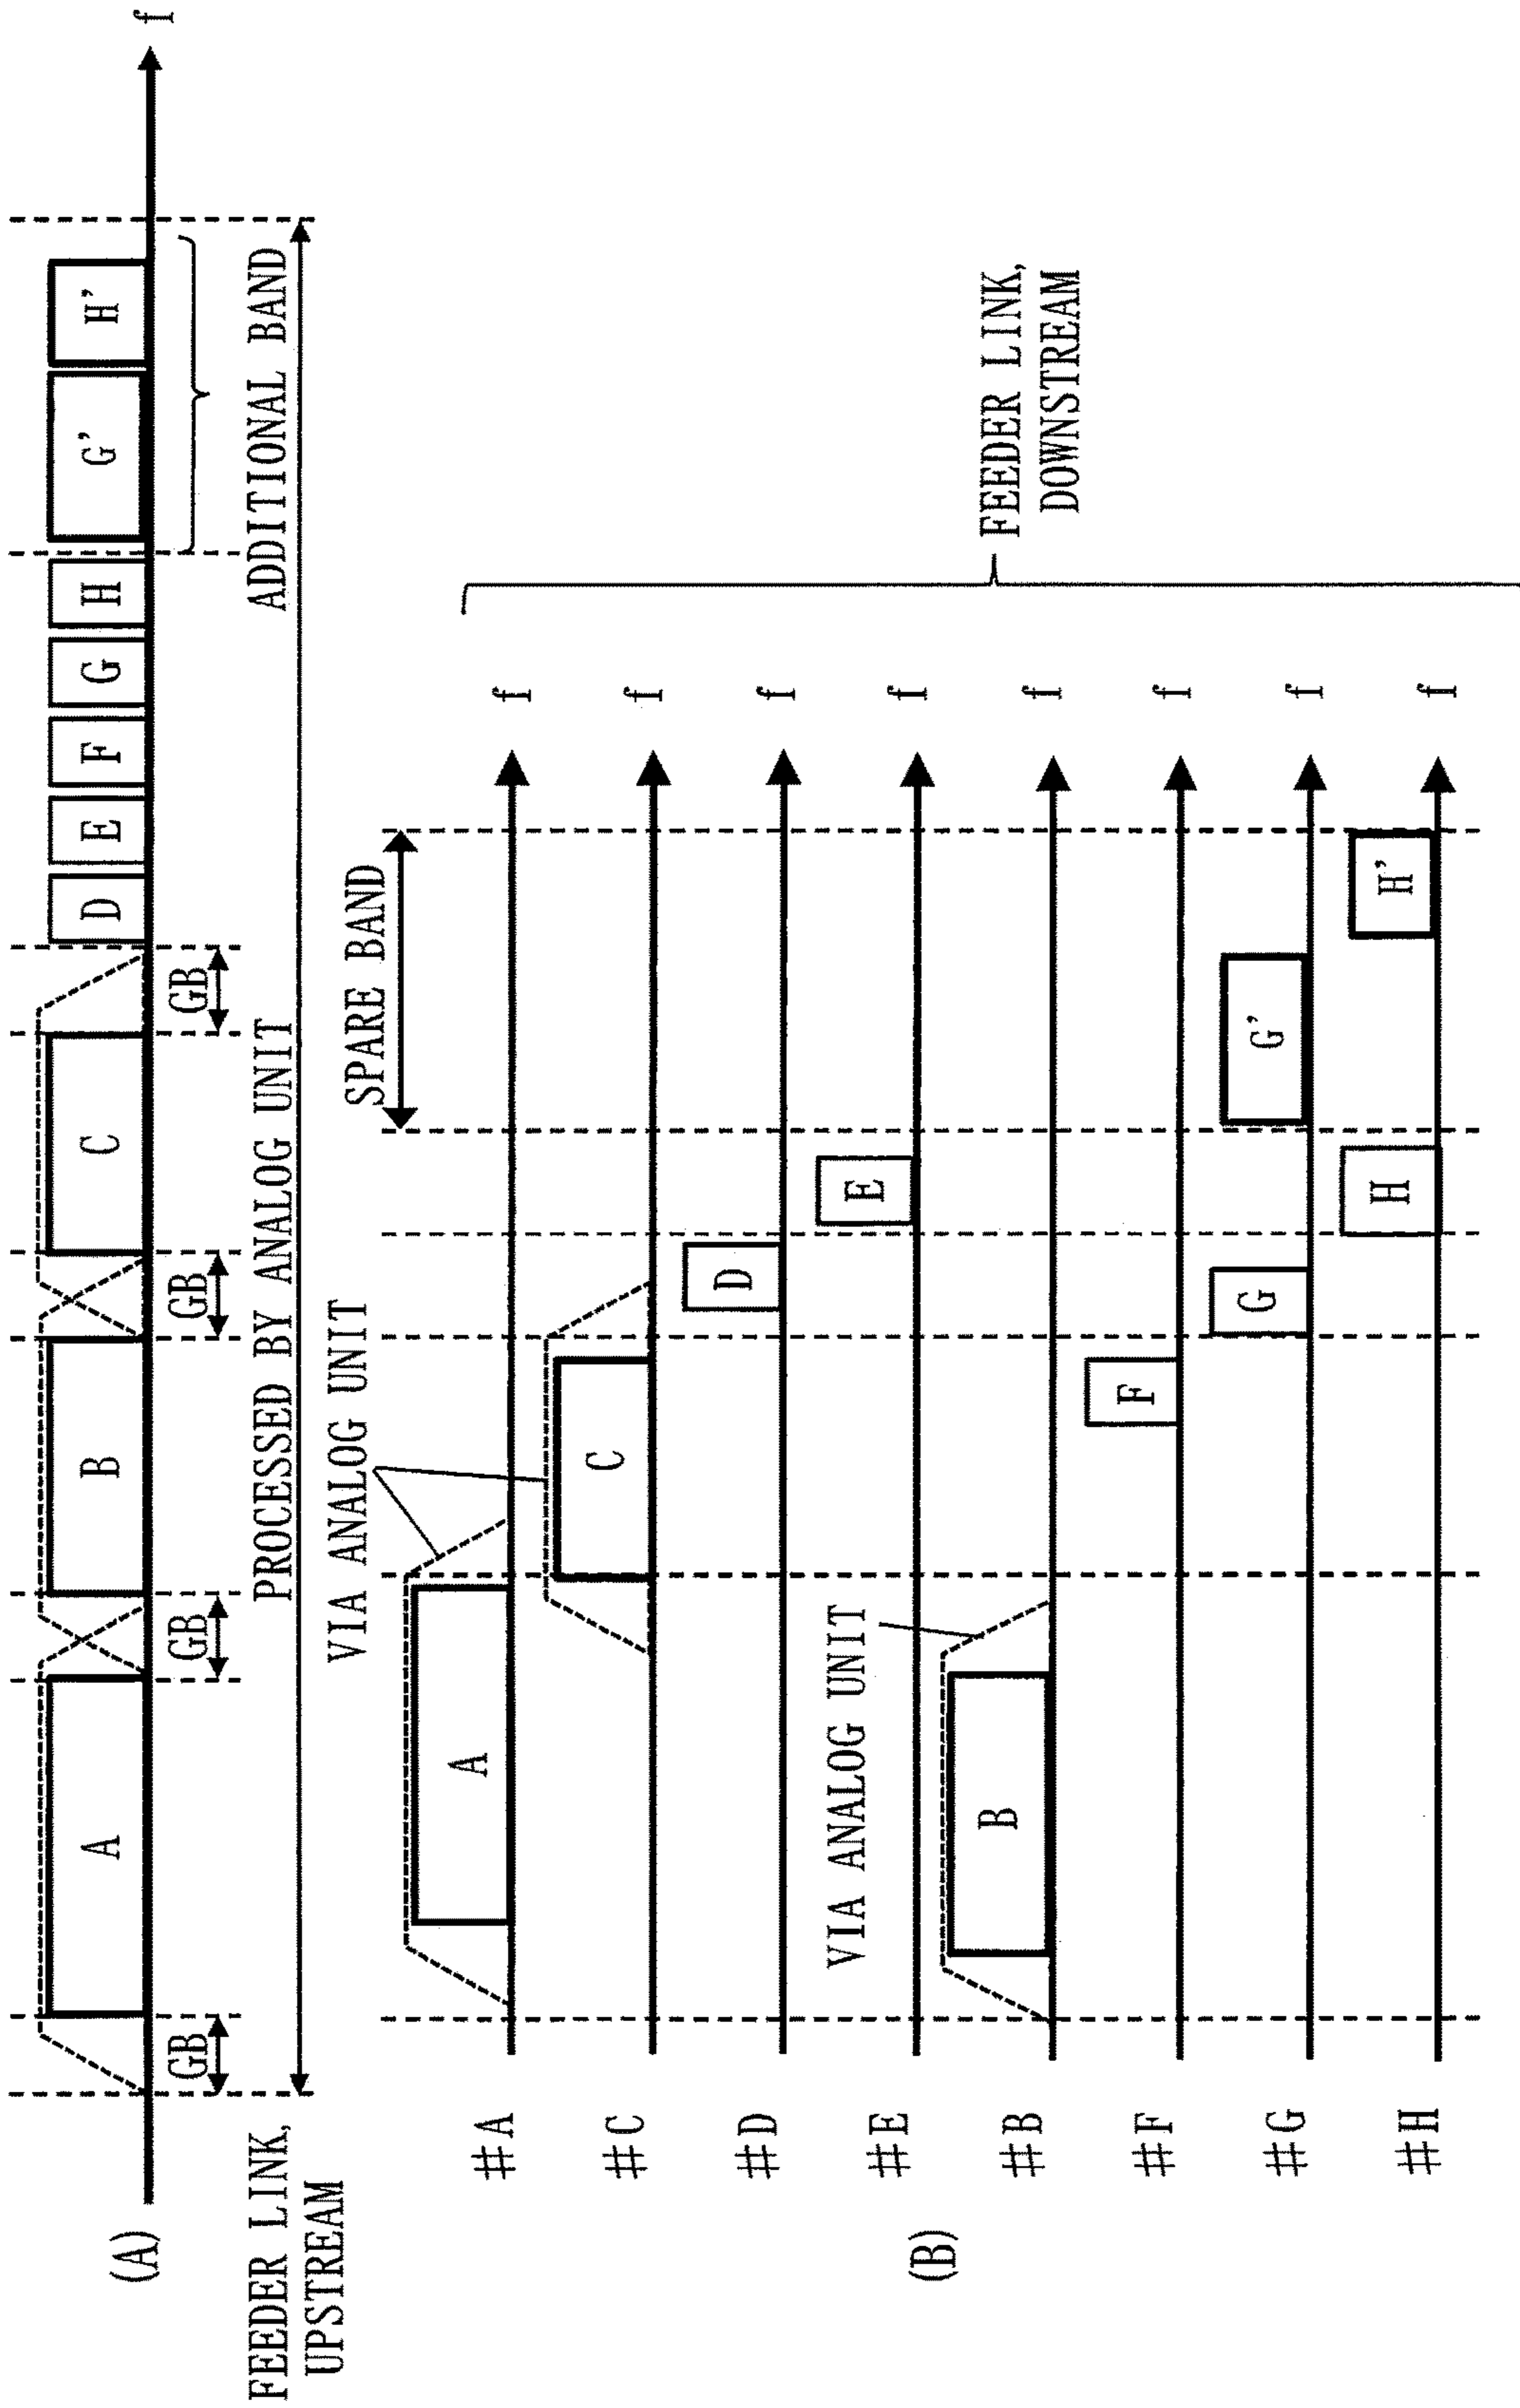 A
B
C
D
E
F
G
H
G'
H'
f
(A)
GB
GB
GB
GB
FEEDER LINK,
UPSTREAM
PROCESSED BY ANALOG UNIT
ADDITIONAL BAND
VIA ANALOG UNIT
SPARE BAND
#A
A
f
#C
C
f
#D
D
f
VIA ANALOG UNIT
#E
E
f
(B)
#B
B
f
FEEDER LINK,
DOWNSTREAM
#F
F
f
#G
G
G'
f
#H
H
H'
f